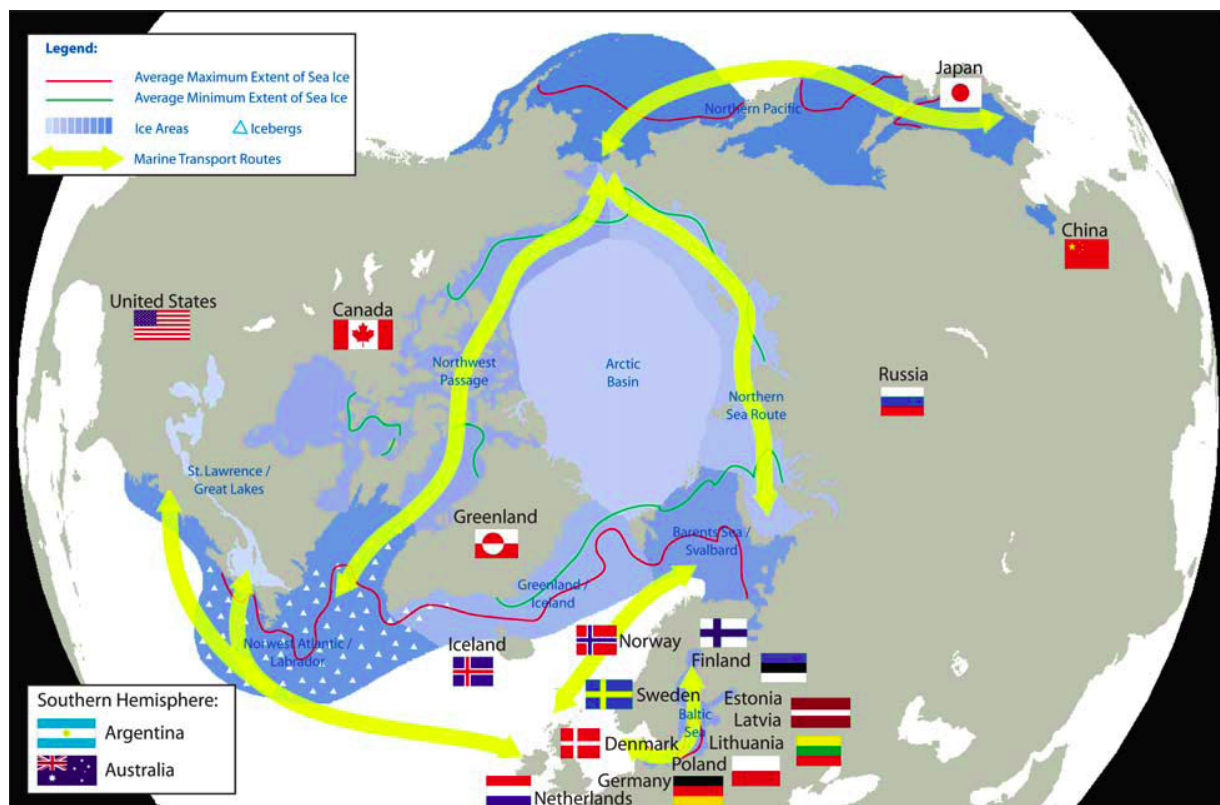 Legend:
Average Maximum Extent of Sea Ice
Average Minimum Extent of Sea Ice
Ice Areas
Icebergs
Marine Transport Routes
Japan
Northern Pacific
China
United States
Canada
Northwest
Passage
Arctic
Basin
Northern
Sea Route
Russia
St. Lawrence /
Great Lakes
Greenland
Barents Sea /
Svalbard
Greenland /
Iceland
Norwest Atlantic /
Labrador
Iceland
Norway
Finland
Sweden
Estonia
Latvia
Baltic
Sea
Denmark
Lithuania
Poland
Germany
Netherlands
Southern Hemisphere:
Argentina
Australia